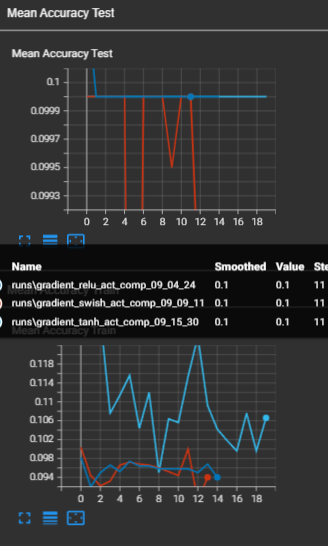 Mean Accuracy Test
Mean Accuracy Test
0.1
0.0999
0.0997
0.0995
0.0993
0 2 4 6 8 10 12 14 16 18
Name Smoothed Value Ste
runs\gradient_relu_act_comp_09_04_24 0.1 0.1 11
Mean Accuracy Train
runs\gradient_swish_act_comp_09_09_11 0.1 0.1 11
runs\gradient_tanh_act_comp_09_15_30 0.1 0.1 11
Mean Accuracy Train
0.118
0.114
0.11
0.106
0.102
0.098
0.094
0 2 4 6 8 10 12 14 16 18